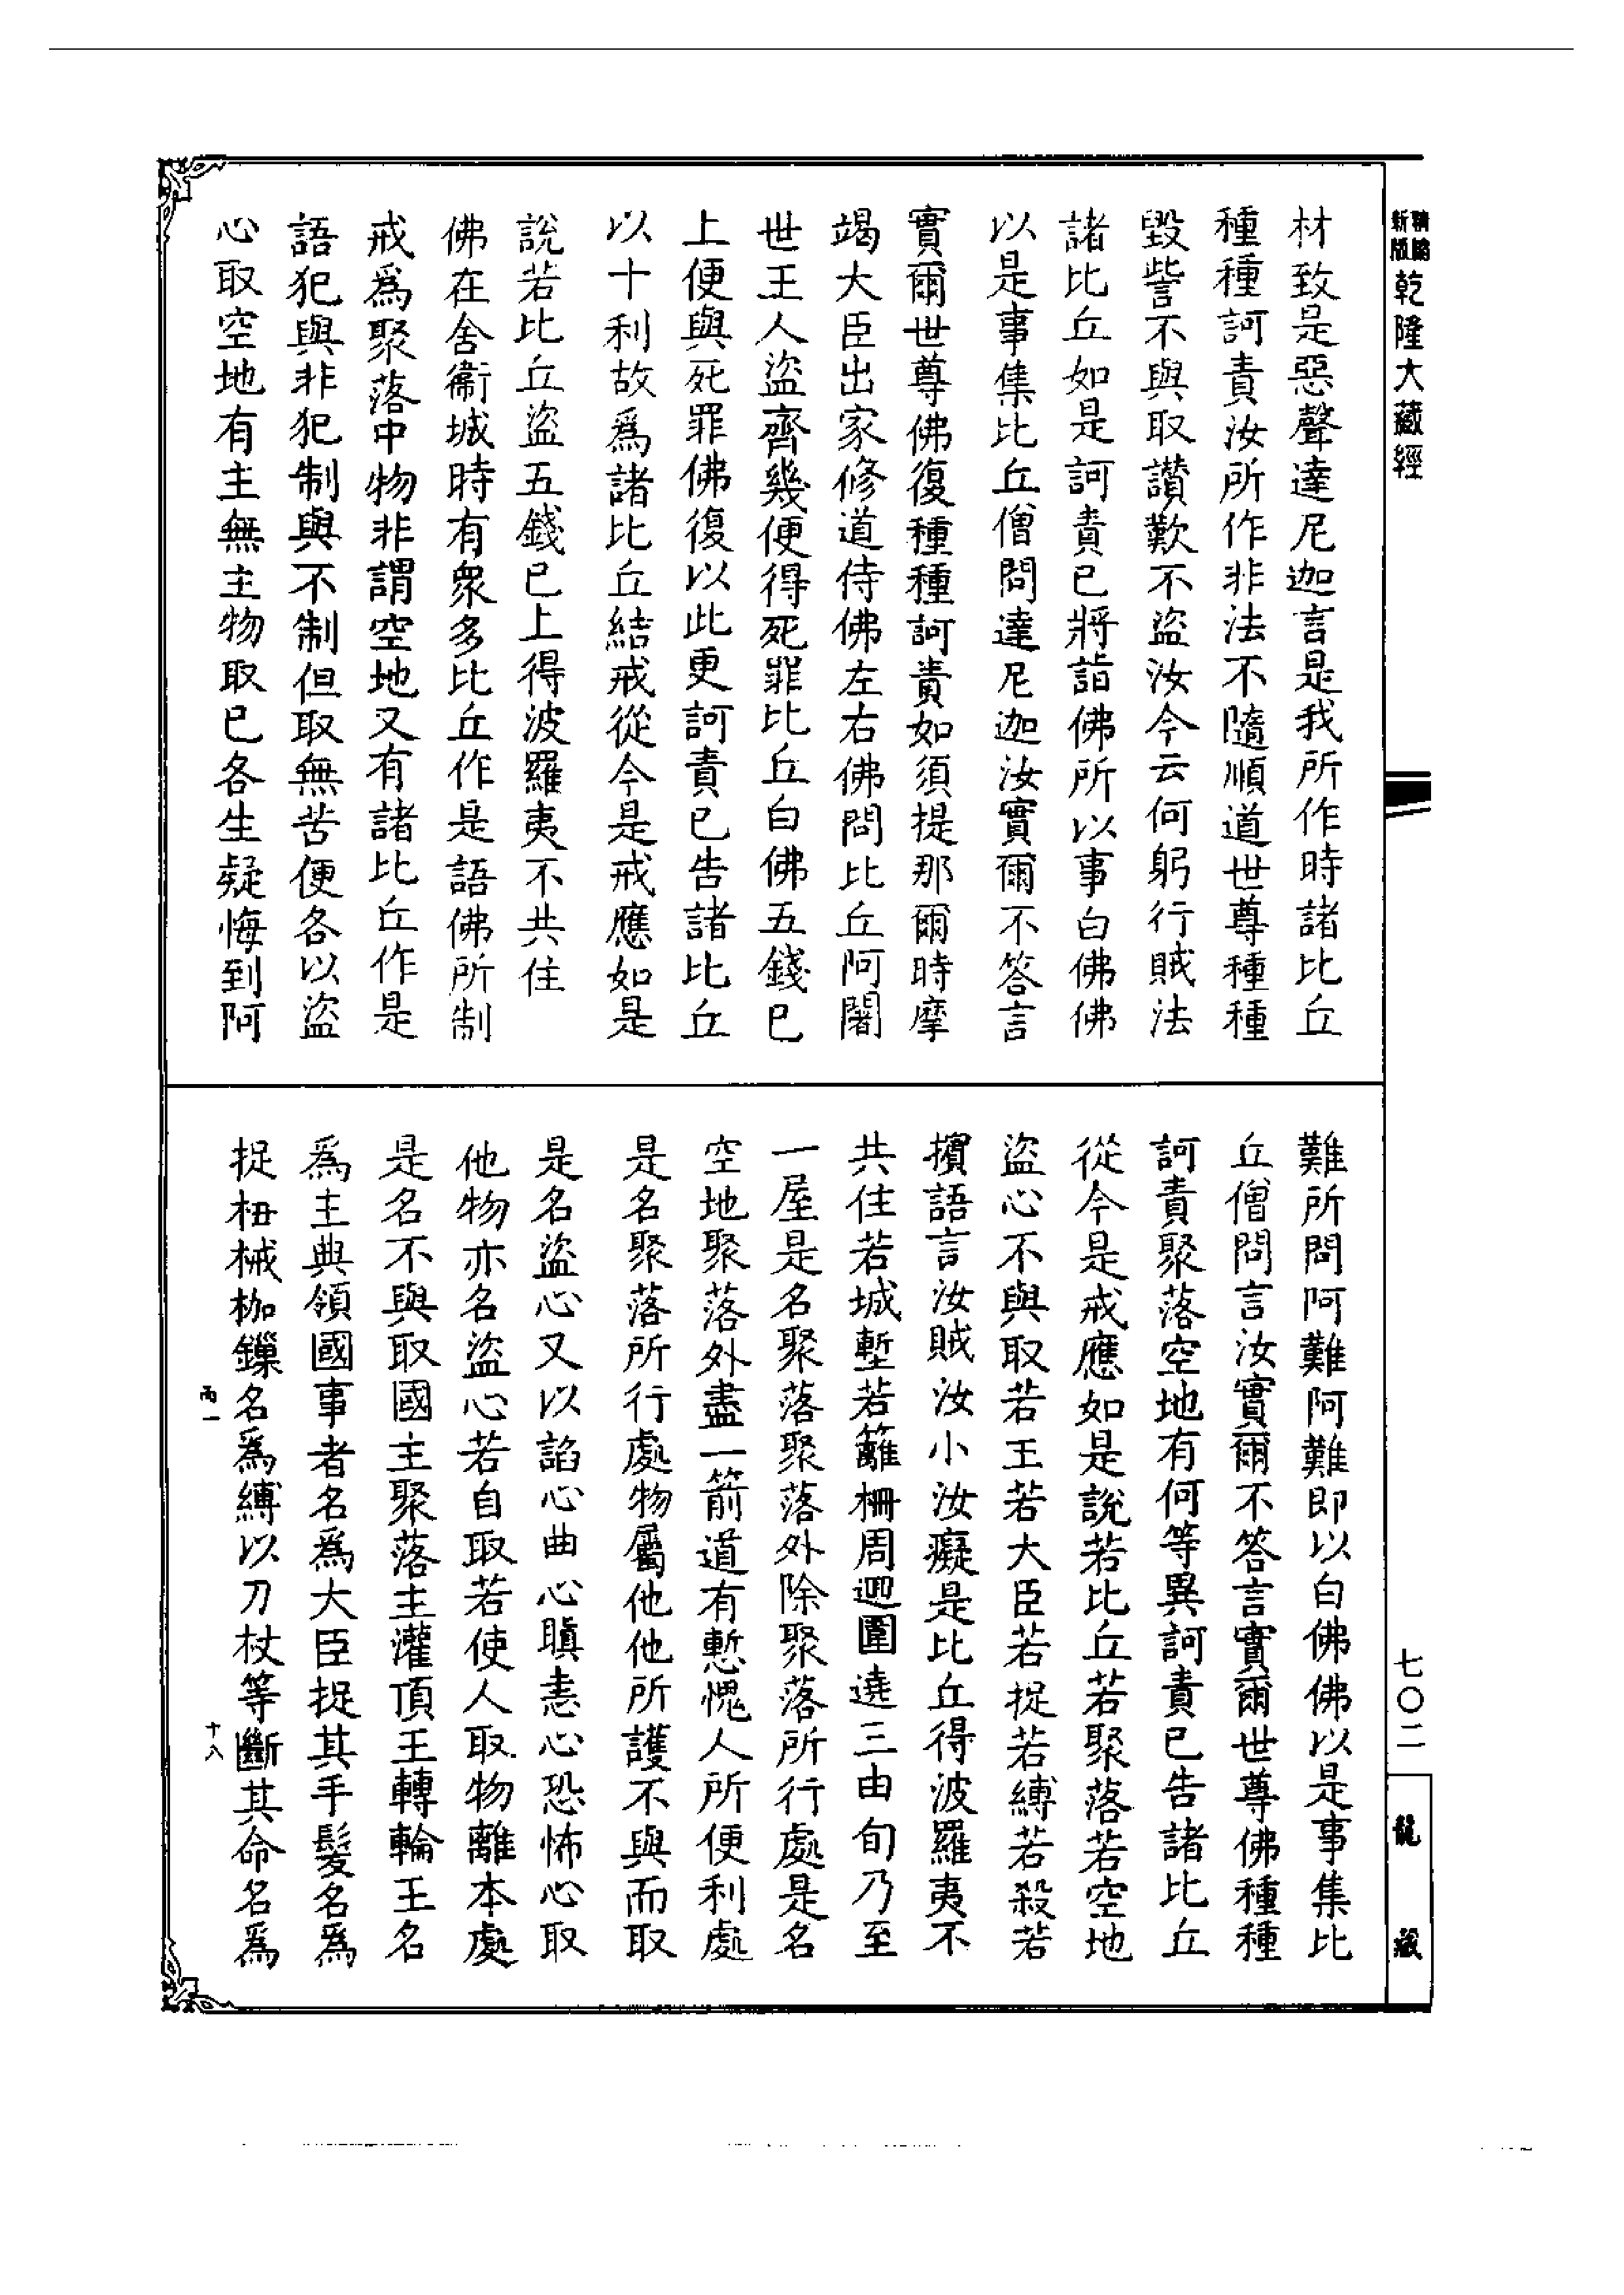 新版精縮乾隆大藏經
材致是惡聲達尼迦言是我所作時諸比丘
種種訶責汝所作非法不隨順道世尊種種
毀呰不與取讚歎不盜汝今云何躬行賊法
諸比丘如是訶責已將詣佛所以事白佛佛
以是事集比丘僧問達尼迦汝實爾不答言
實爾世尊佛復種種訶責如須提那爾時摩
竭大臣出家修道侍佛左右佛問比丘阿闍
世王人盜齊幾便得死罪比丘白佛五錢已
上便與死罪佛復以此更訶責已告諸比丘
以十利故爲諸比丘結戒從今是戒應如是
說若比丘盜五錢已上得波羅夷不共住
佛在舍衛城時有衆多比丘作是語佛所制
戒爲聚落中物非謂空地又有諸比丘作是
語犯與非犯制與不制但取無苦便各以盜
心取空地有主無主物取已各生疑悔到阿
難所問阿難阿難即以白佛佛以是事集比
丘僧問言汝實爾不答言實爾世尊佛種種
訶責聚落空地有何等異訶責已告諸比丘
從今是戒應如是說若比丘若聚落若空地
盜心不與取若王若大臣若捉若縛若殺若
擯語言汝賊汝小汝癡是比丘得波羅夷不
共住若城塹若籬柵周迴圍遶三由旬乃至
一屋是名聚落聚落外除聚落所行處是名
空地聚落外盡一箭道有慙愧人所便利處
是名聚落所行處物屬他他所護不與而取
是名盜心又以諂心曲心瞋恚心恐怖心取
他物亦名盜心若自取若使人取物離本處
是名不與取國主聚落主灌頂王轉輪王名
爲主典領國事者名爲大臣捉其手髮名爲
捉杻械枷鏁名爲縛以刀杖等斷其命名爲
雨一
十八
七〇二
龍藏